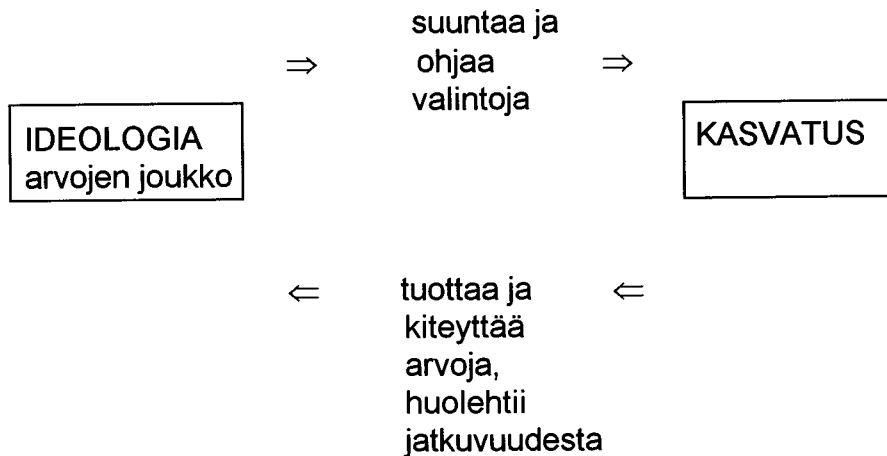 suuntaa ja
⇒ ohjaa ⇒
valintoja
IDEOLOGIA
arvojen joukko
KASVATUS
⇐ tuottaa ja ⇐
kiteyttää
arvoja,
huolehtii
jatkuvuudesta